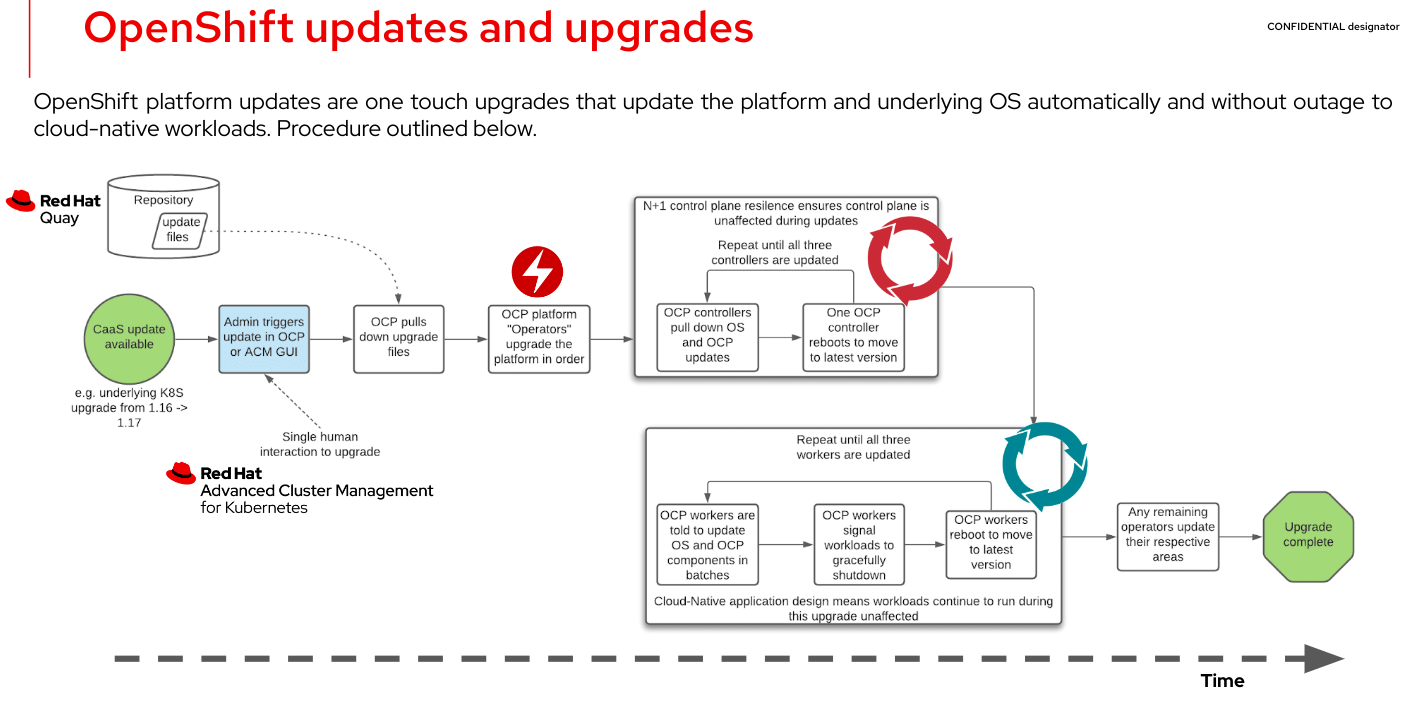 OpenShift updates and upgrades
CONFIDENTIAL designator
OpenShift platform updates are one touch upgrades that update the platform and underlying OS automatically and without outage to
cloud-native workloads. Procedure outlined below.
Red Hat
Quay
Repository
update
files
CaaS update
available
e.g. underlying K8S
upgrade from 1.16 ->
1.17
Admin triggers
update in OCP
or ACM GUI
Single human
interaction to upgrade
Red Hat
Advanced Cluster Management
for Kubernetes
OCP pulls
down upgrade
files
OCP platform
"Operators"
upgrade the
platform in order
N+1 control plane resilence ensures control plane is
unaffected during updates
Repeat until all three
controllers are updated
OCP controllers
pull down OS
and OCP
updates
One OCP
controller
reboots to move
to latest version
Repeat until all three
workers are updated
OCP workers are
told to update
OS and OCP
components in
batches
OCP workers
signal
workloads to
gracefully
shutdown
OCP workers
reboot to move
to latest
version
Cloud-Native application design means workloads continue to run during
this upgrade unaffected
Any remaining
operators update
their respective
areas
Upgrade
complete
Time